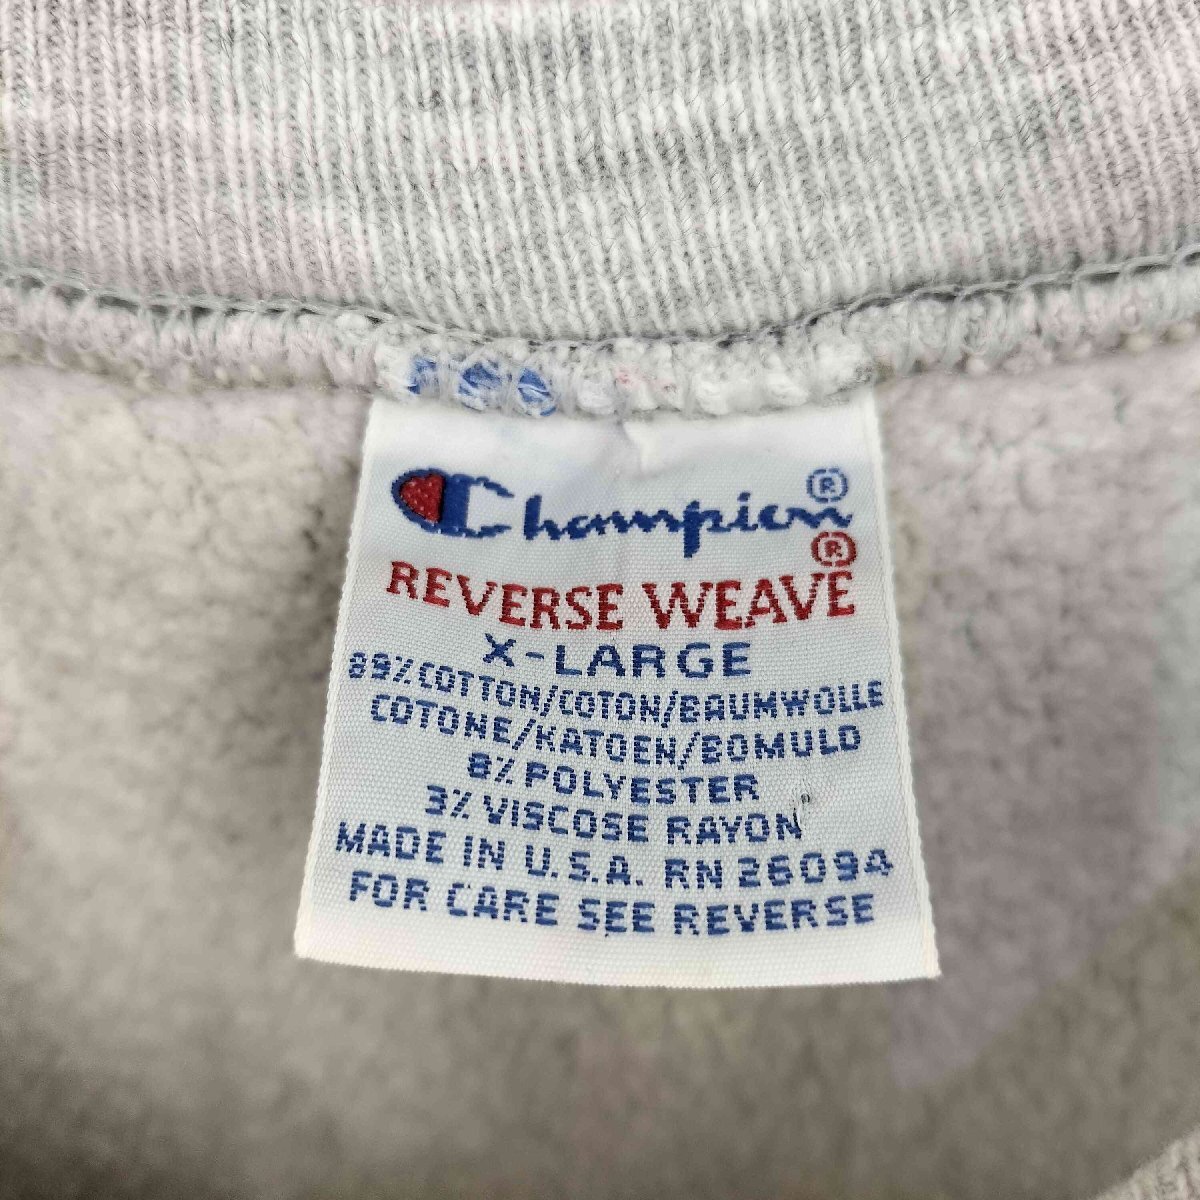 Champion®
REVERSE WEAVE®
X-LARGE
89% COTTON/COTON/BAUMWOLLE
COTONE/KATOEN/BOMULD
8% POLYESTER
3% VISCOSE RAYON
MADE IN U.S.A. RN 26094
FOR CARE SEE REVERSE